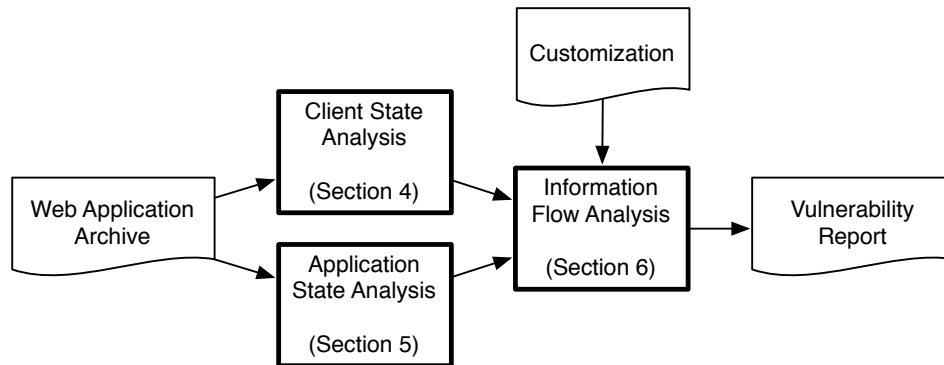 Customization
Client State
Analysis
(Section 4)
Web Application
Archive
Application
State Analysis
(Section 5)
Information
Flow Analysis
(Section 6)
Vulnerability
Report